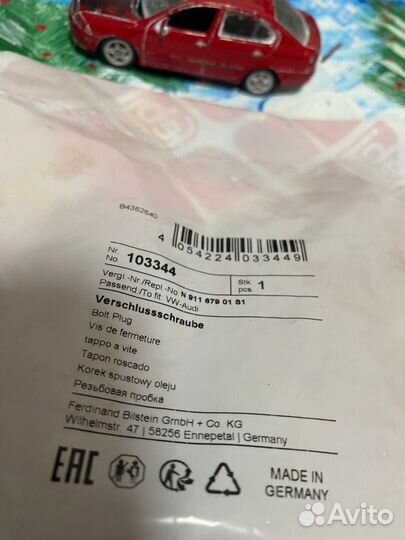 febi
B4362640
4 054224 033449
Nr.
No 103344
Stk.
pcs. 1
Vergl.-Nr./Repl.-No N 911 679 01 S1
Passend./To fit: VW-Audi
Verschlussschraube
Bolt Plug
Vis de fermeture
tappo a vite
Tapon roscado
Korek spustowy oleju
Резьбовая пробка
Ferdinand Bilstein GmbH + Co. KG
Wilhelmstr. 47 | 58256 Ennepetal | Germany
EAC
MADE IN
GERMANY
Avito